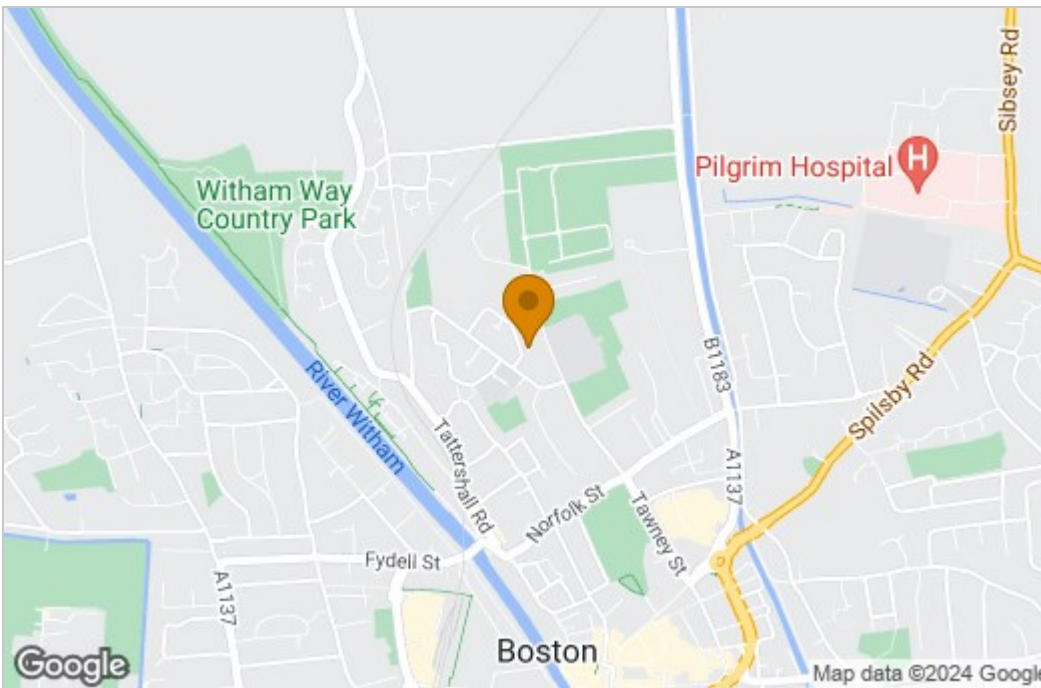 Sibsey Rd
Pilgrim Hospital
H
Witham Way
Country Park
B1183
Spilsby Rd
River Witham
Tattershall Rd
A1137
Norfolk St
Tawney St
Fydell St
A1137
Boston
Google
Map data ©2024 Google